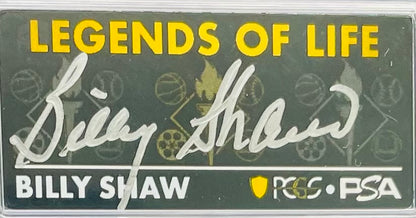 LEGENDS OF LIFE
Billy Shaw
BILLY SHAW PCGS • PSA